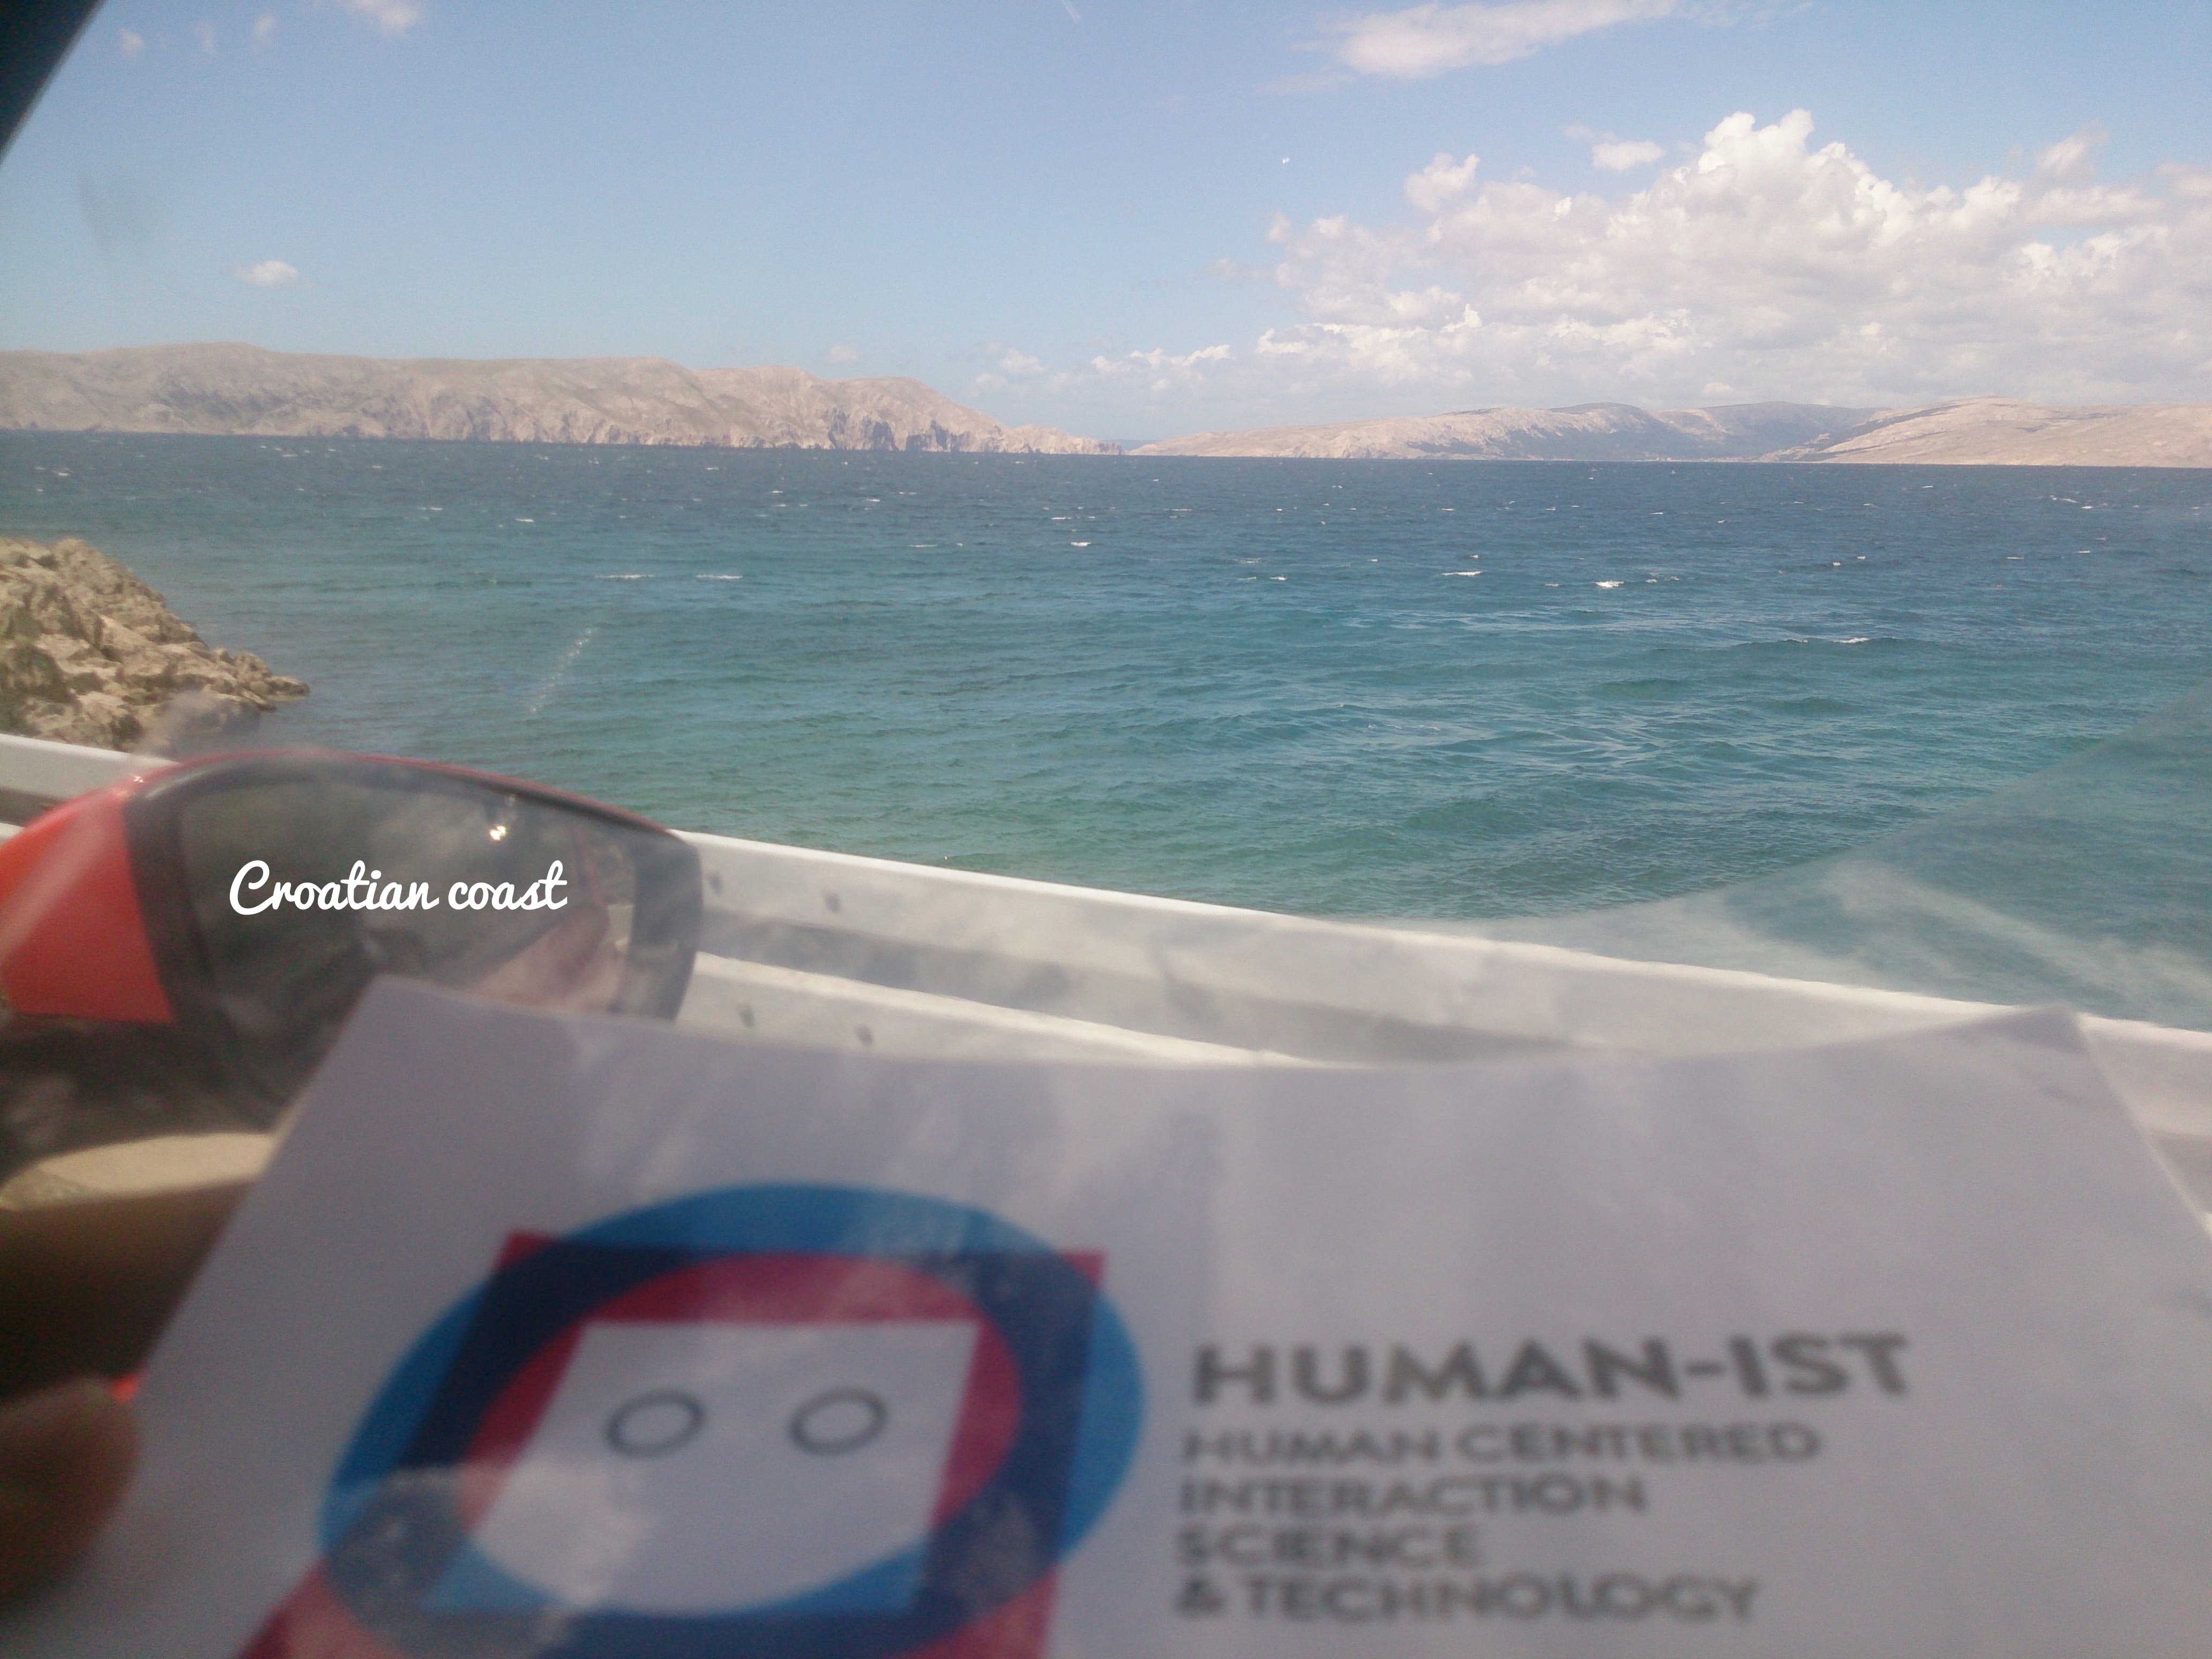 Croatian coast
HUMAN-IST
HUMAN CENTERED
INTERACTION
SCIENCE
& TECHNOLOGY